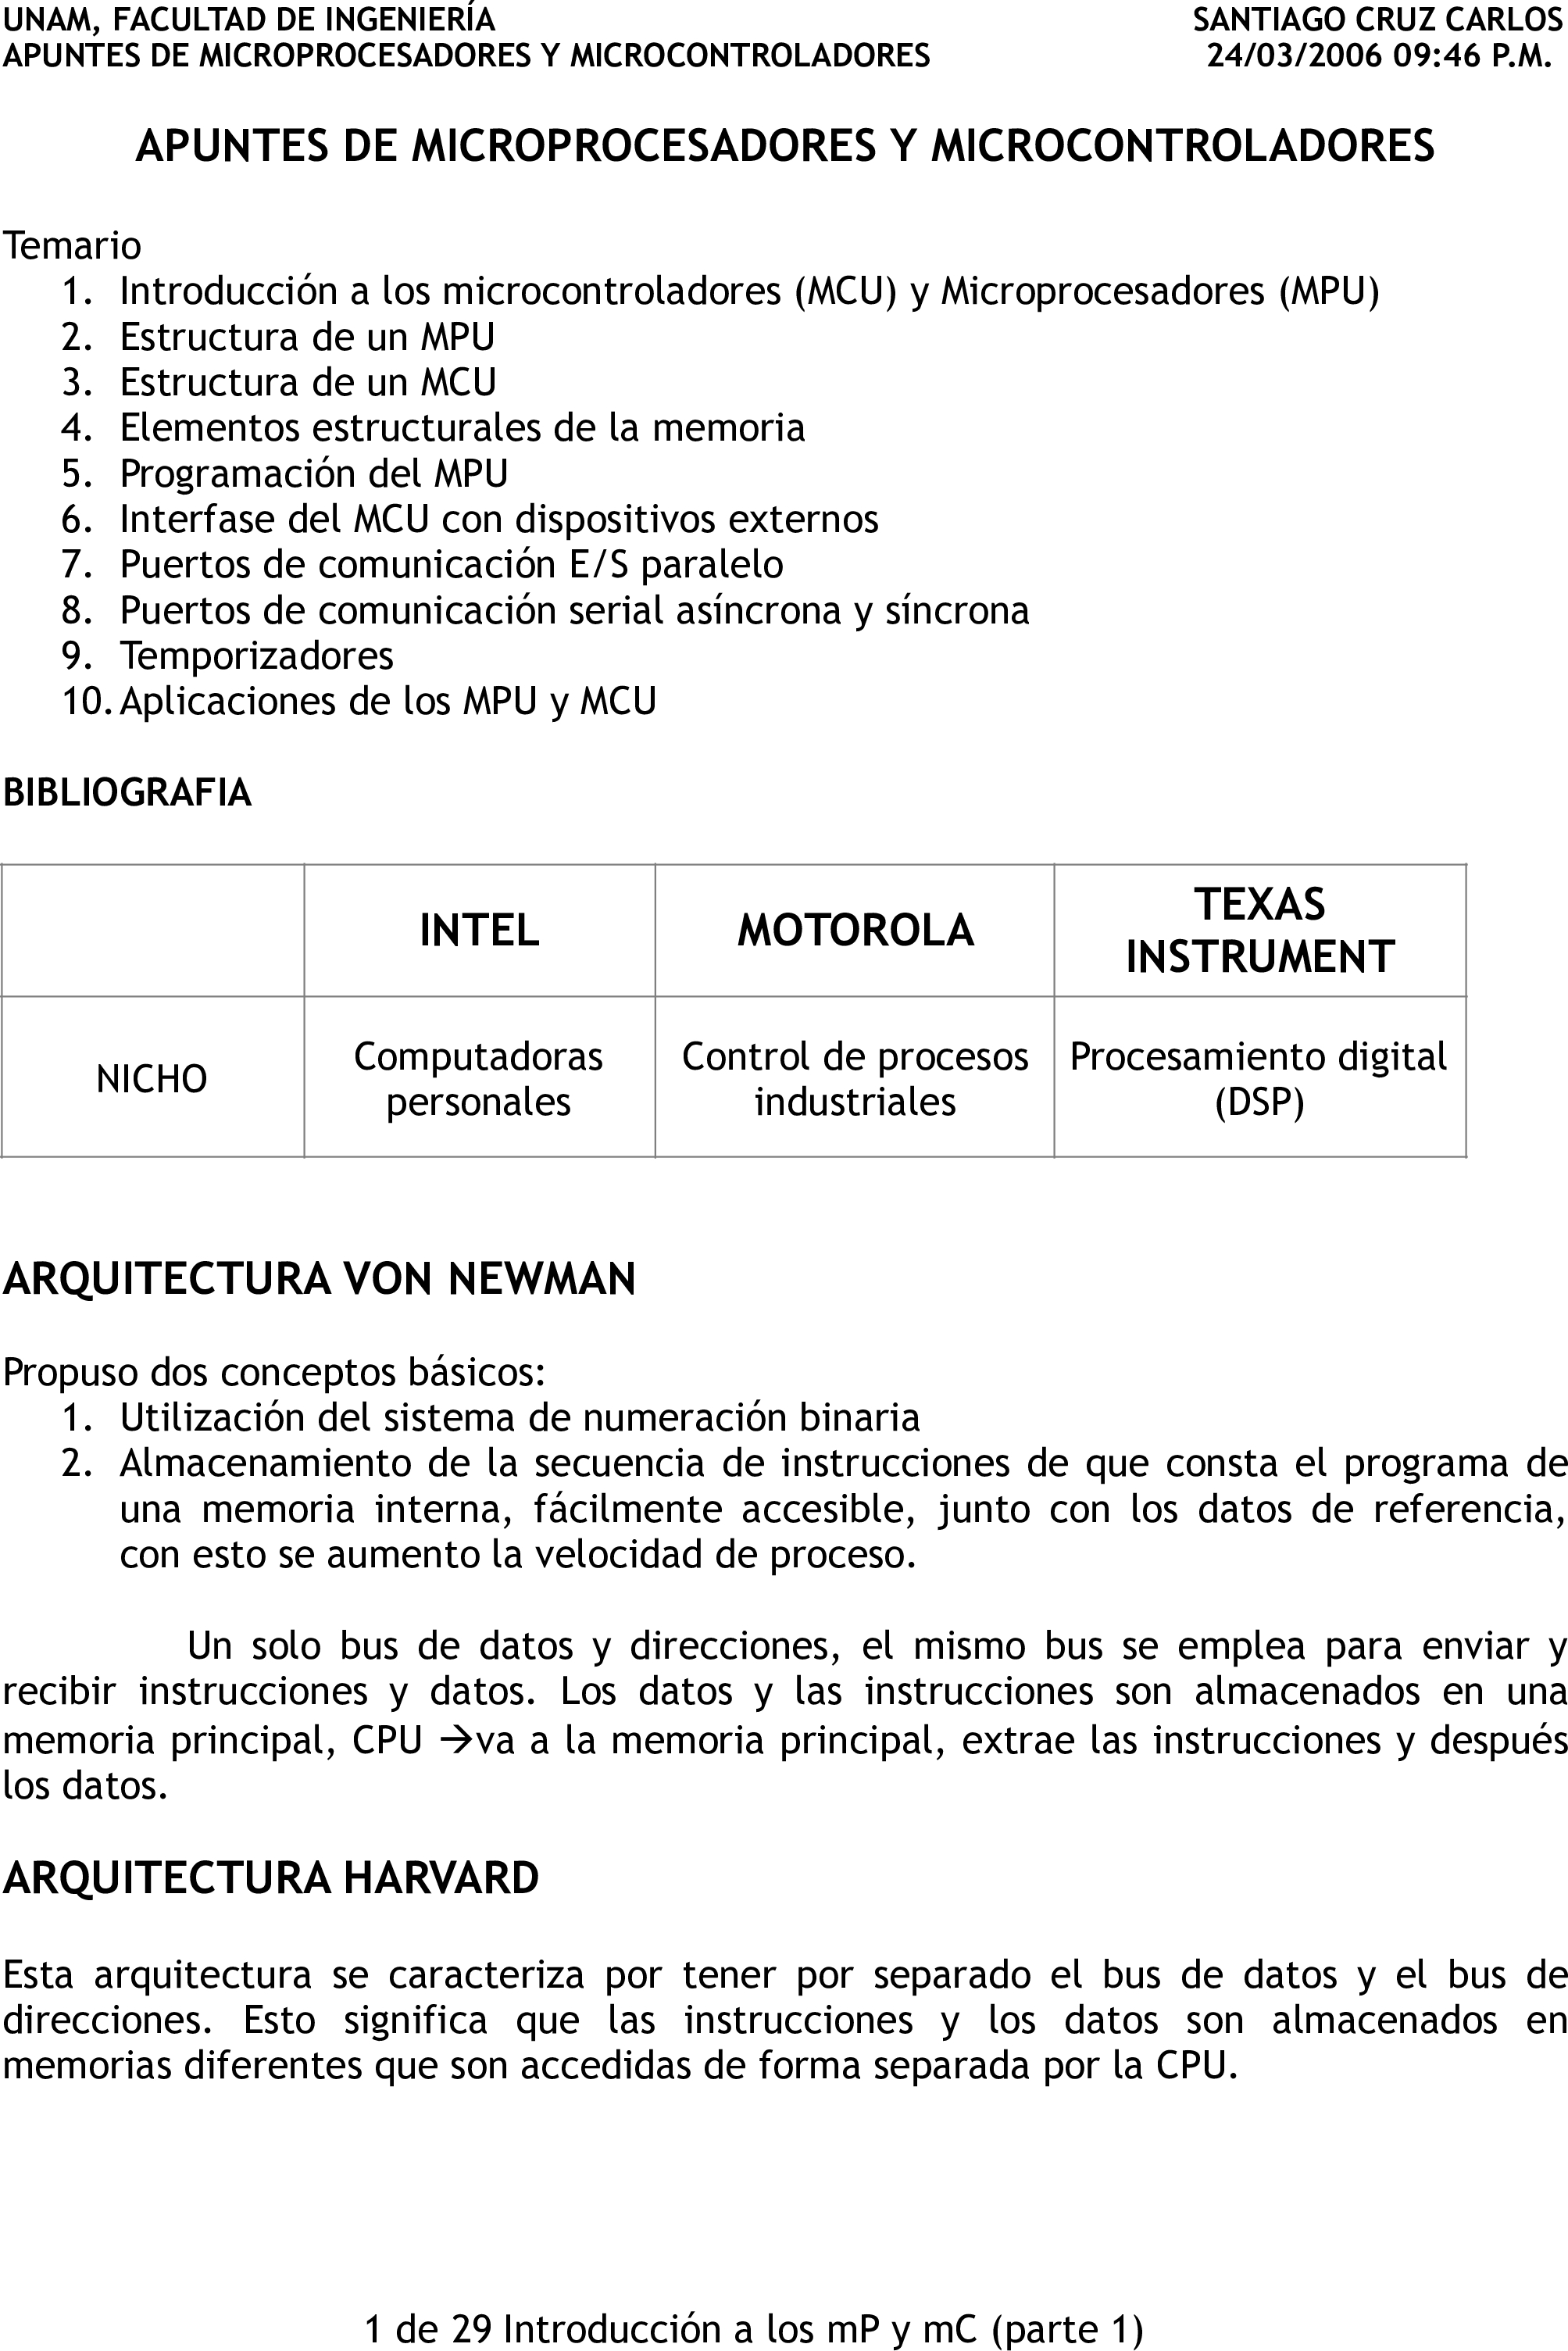 UNAM, FACULTAD DE INGENIERÍA SANTIAGO CRUZ CARLOS
APUNTES DE MICROPROCESADORES Y MICROCONTROLADORES 24/03/2006 09:46 P.M.
APUNTES DE MICROPROCESADORES Y MICROCONTROLADORES
Temario
1. Introducción a los microcontroladores (MCU) y Microprocesadores (MPU)
2. Estructura de un MPU
3. Estructura de un MCU
4. Elementos estructurales de la memoria
5. Programación del MPU
6. Interfase del MCU con dispositivos externos
7. Puertos de comunicación E/S paralelo
8. Puertos de comunicación serial asíncrona y síncrona
9. Temporizadores
10. Aplicaciones de los MPU y MCU
BIBLIOGRAFIA
INTEL MOTOROLA TEXAS
INSTRUMENT
NICHO Computadoras Control de procesos Procesamiento digital
personales industriales (DSP)
ARQUITECTURA VON NEWMAN
Propuso dos conceptos básicos:
1. Utilización del sistema de numeración binaria
2. Almacenamiento de la secuencia de instrucciones de que consta el programa de
una memoria interna, fácilmente accesible, junto con los datos de referencia,
con esto se aumento la velocidad de proceso.
Un solo bus de datos y direcciones, el mismo bus se emplea para enviar y
recibir instrucciones y datos. Los datos y las instrucciones son almacenados en una
memoria principal, CPU →va a la memoria principal, extrae las instrucciones y después
los datos.
ARQUITECTURA HARVARD
Esta arquitectura se caracteriza por tener por separado el bus de datos y el bus de
direcciones. Esto significa que las instrucciones y los datos son almacenados en
memorias diferentes que son accedidas de forma separada por la CPU.
1 de 29 Introducción a los mP y mC (parte 1)